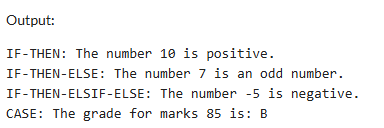 Output:
IF-THEN: The number 10 is positive.
IF-THEN-ELSE: The number 7 is an odd number.
IF-THEN-ELSIF-ELSE: The number -5 is negative.
CASE: The grade for marks 85 is: B